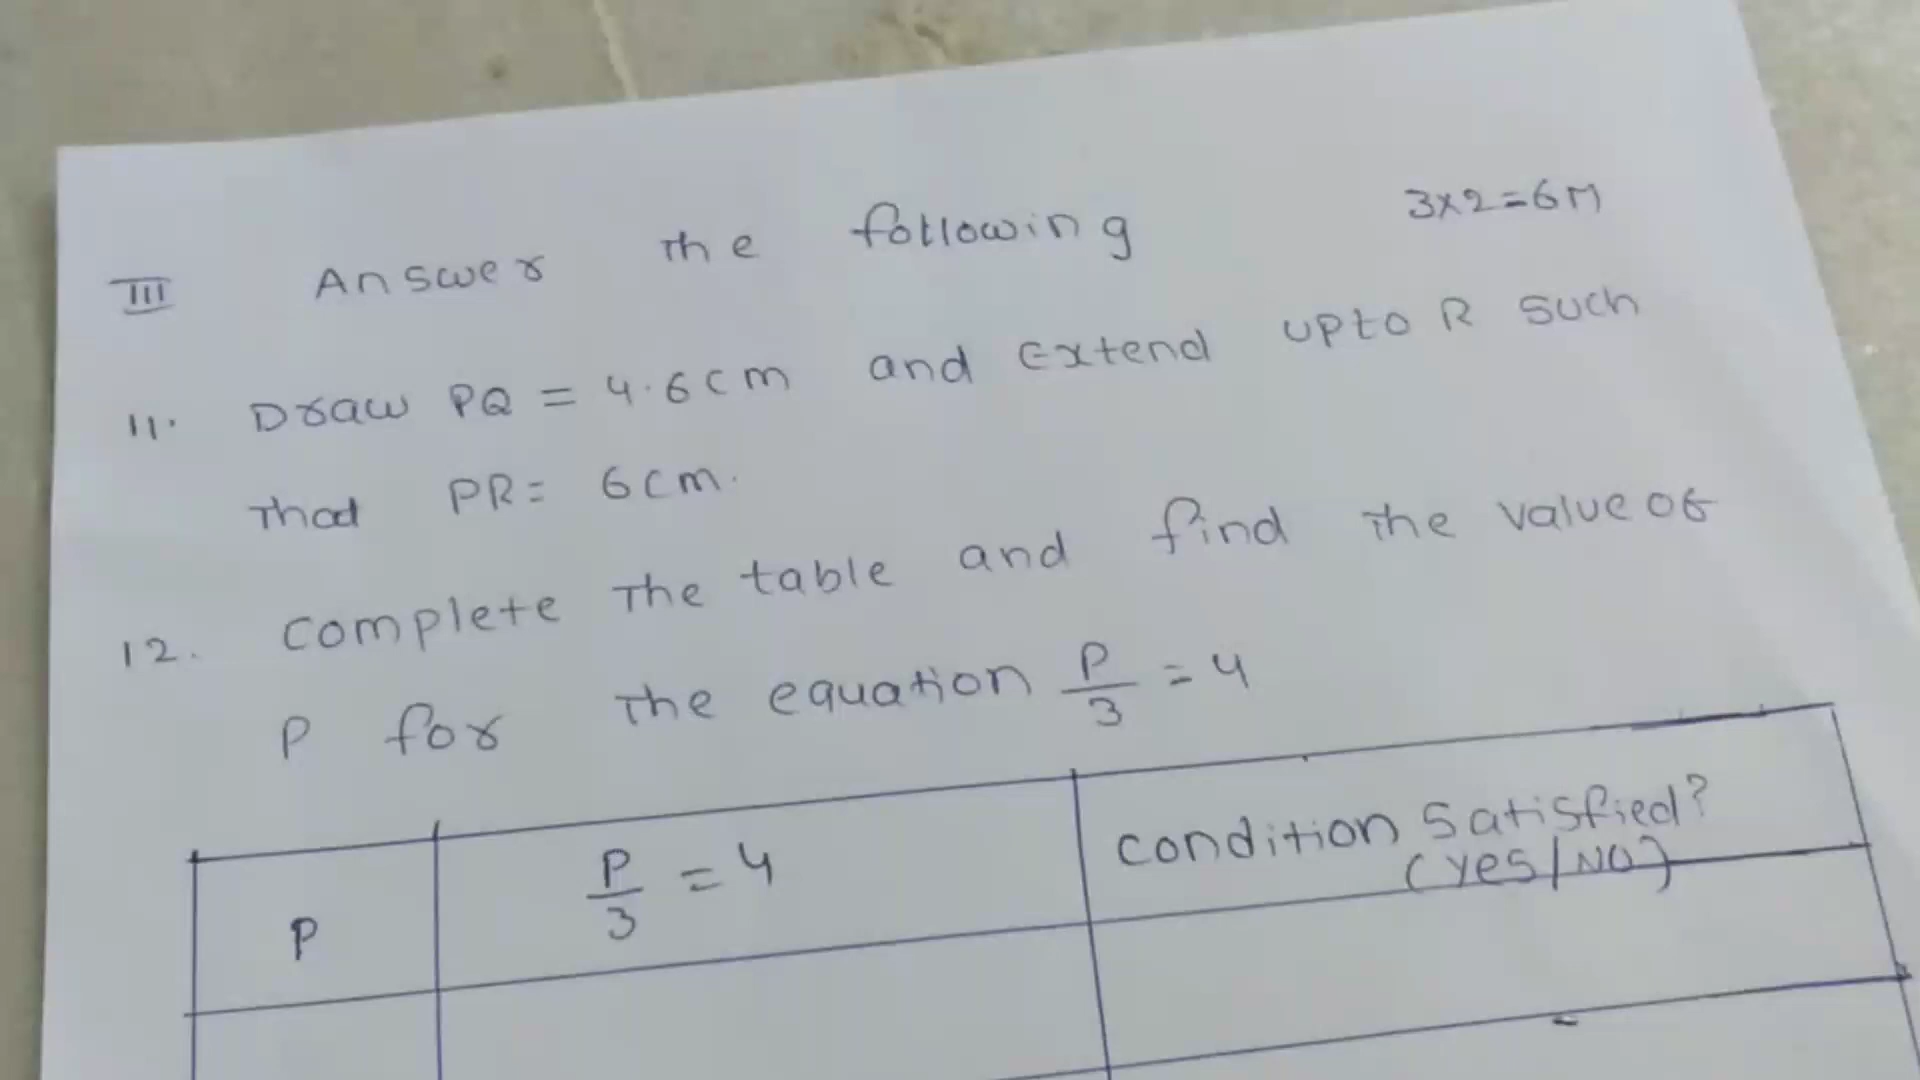 III Answer the following 3x2=6M
11. Draw PQ = 4.6cm and Extend upto R such
that PR= 6cm.
12. Complete the table and find the value of
P for the equation P/3 = 4
P P/3 = 4 Condition Satisfied?
(Yes/No)